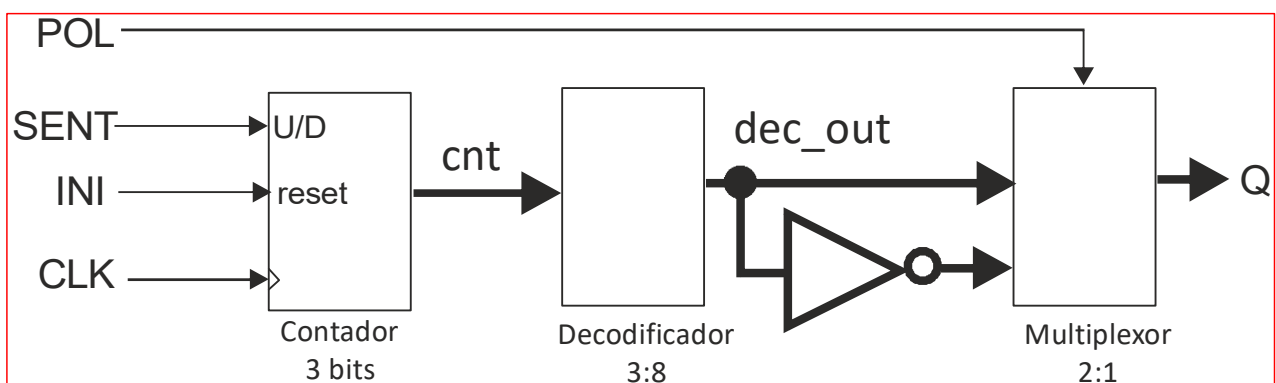 POL
SENT
U/D
INI
reset
CLK
cnt
dec_out
Q
Contador
3 bits
Decodificador
3:8
Multiplexor
2:1